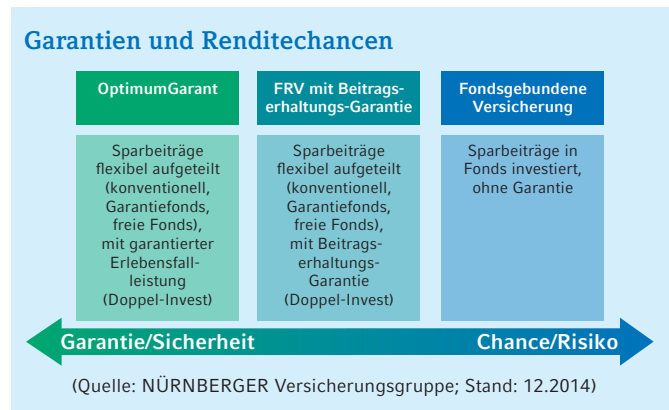 Garantien und Renditechancen
OptimumGarant
Sparbeiträge
flexibel aufgeteilt
(konventionell,
Garantiefonds,
freie Fonds),
mit garantierter
Erlebensfall-
leistung
(Doppel-Invest)
FRV mit Beitrags-
erhaltungs-Garantie
Sparbeiträge
flexibel aufgeteilt
(konventionell,
Garantiefonds,
freie Fonds),
mit Beitrags-
erhaltungs-
Garantie
(Doppel-Invest)
Fondsgebundene
Versicherung
Sparbeiträge in
Fonds investiert,
ohne Garantie
Garantie/Sicherheit
Chance/Risiko
(Quelle: NÜRNBERGER Versicherungsgruppe; Stand: 12.2014)